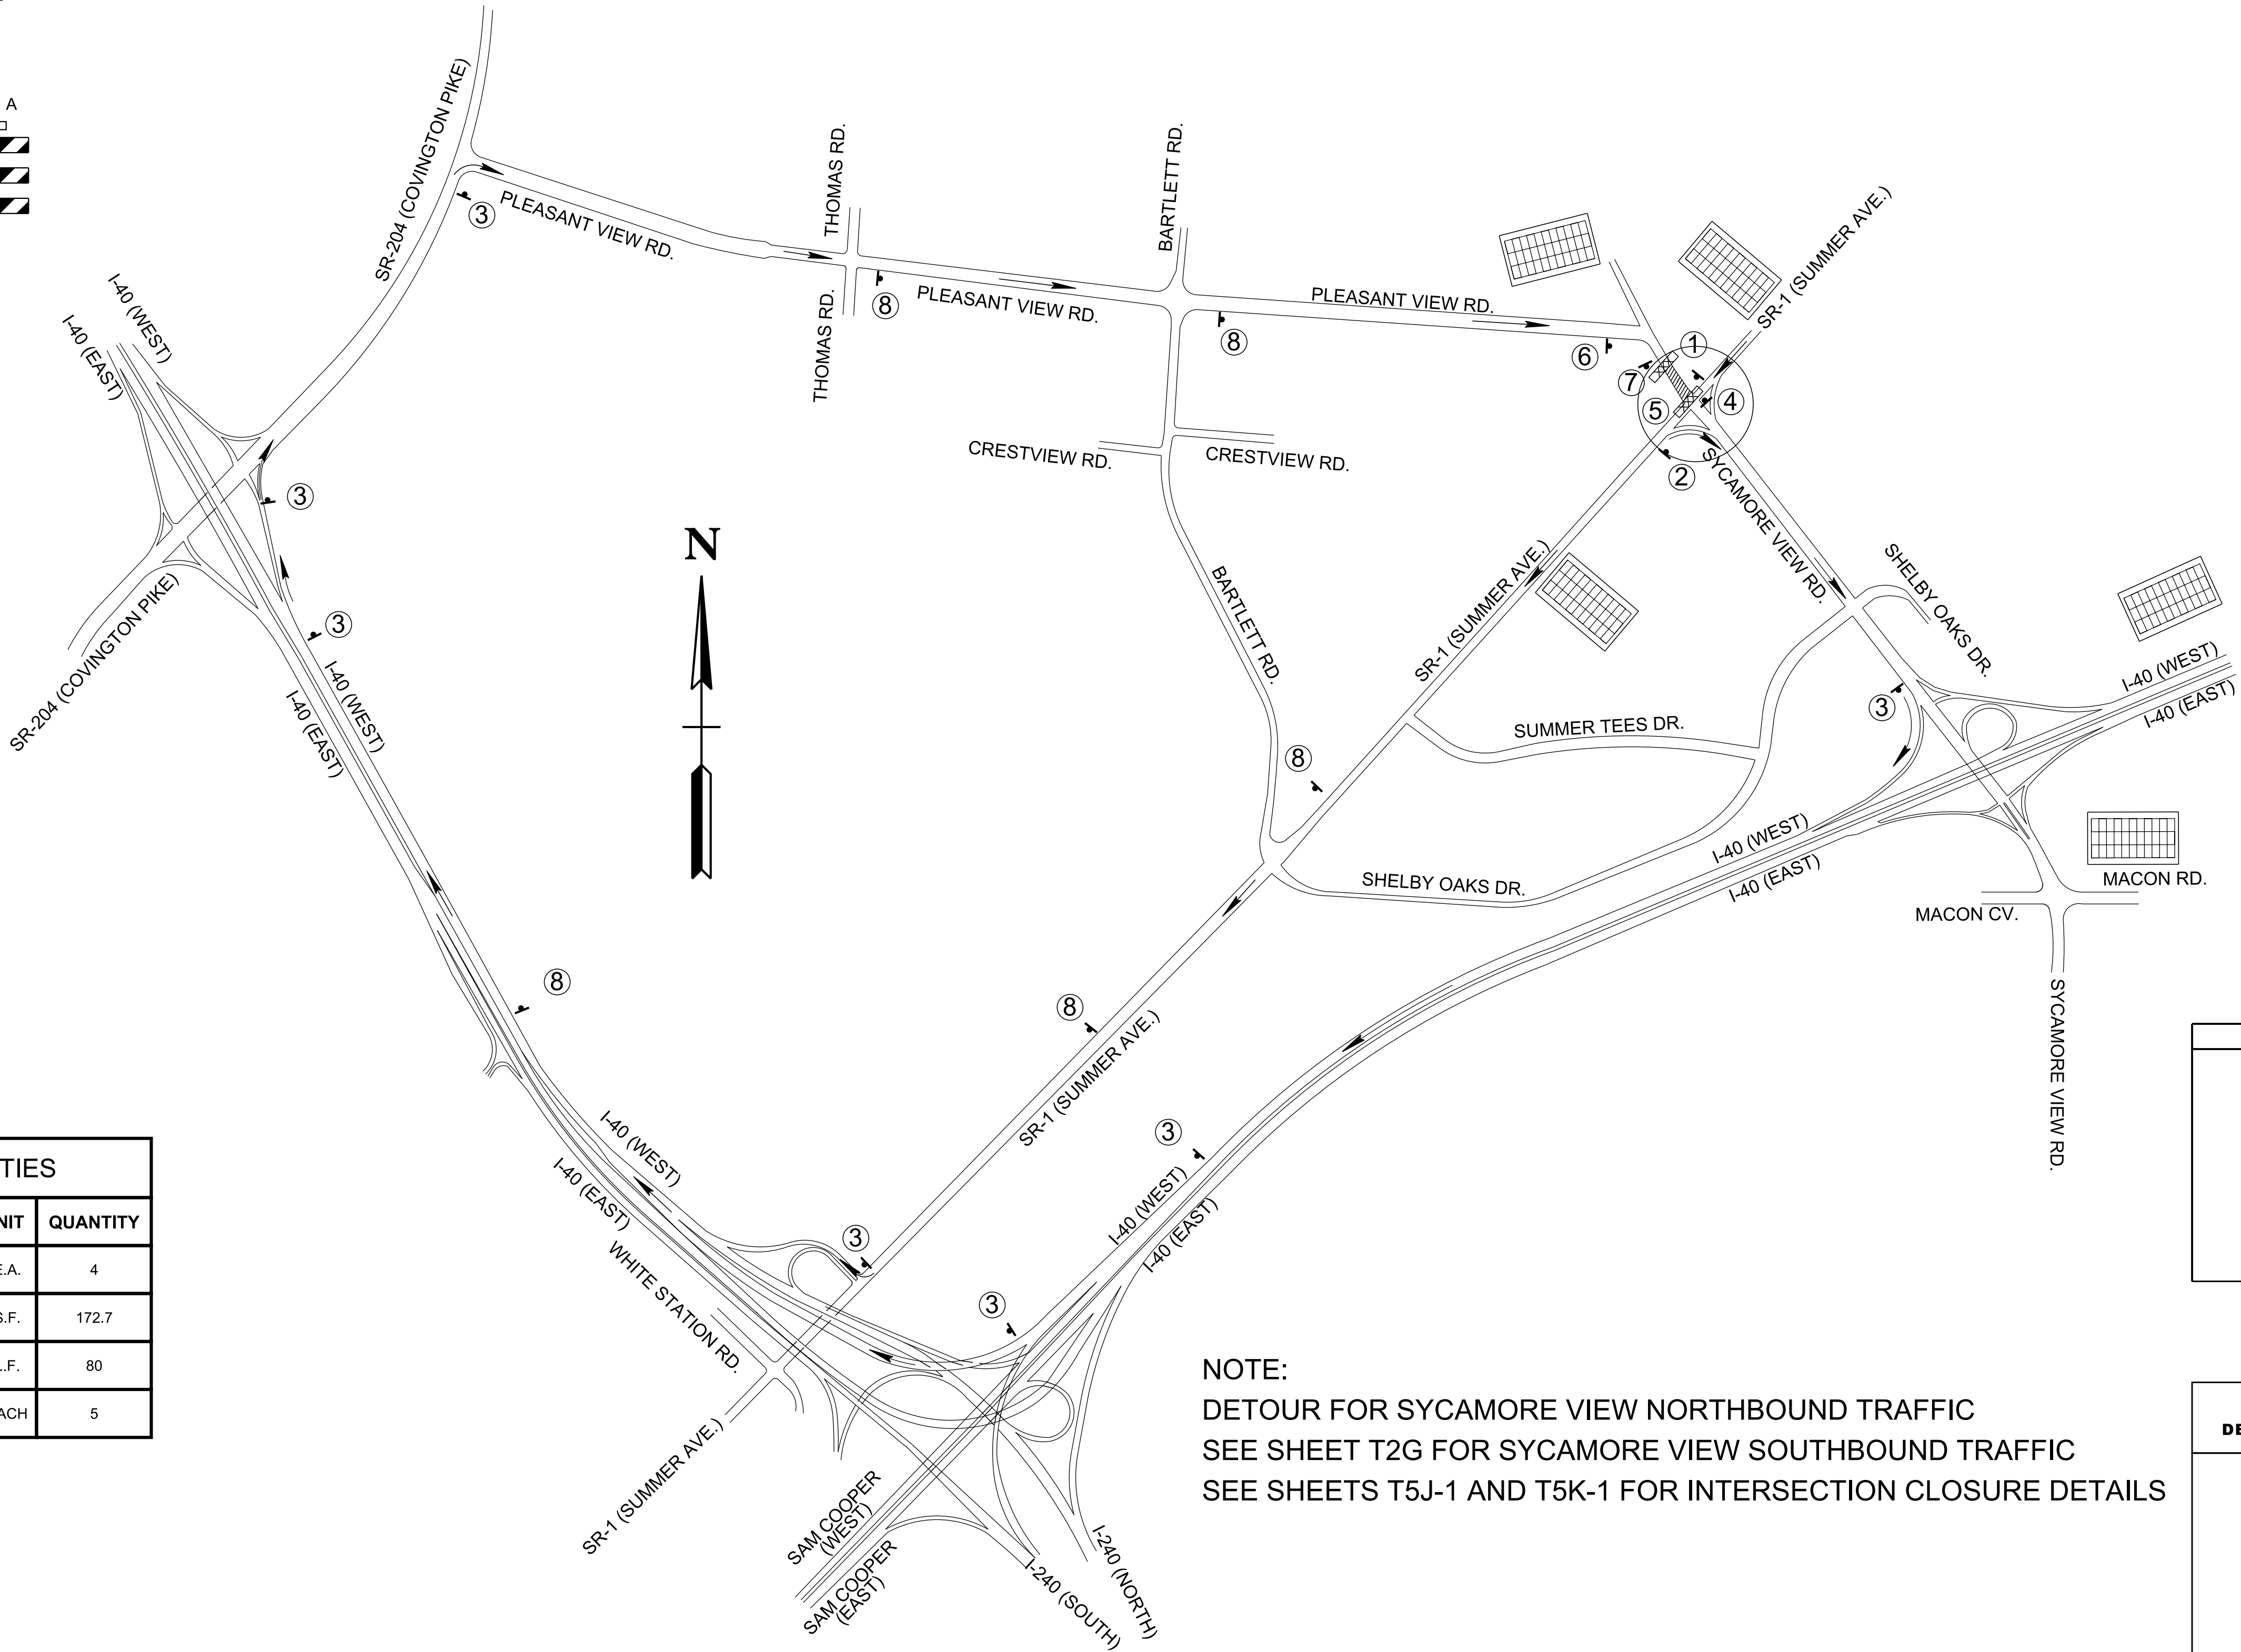 A
SR-204 (COVINGTON PIKE)
PLEASANT VIEW RD.
3
THOMAS RD.
THOMAS RD.
8
PLEASANT VIEW RD.
BARTLETT RD.
8
PLEASANT VIEW RD.
6
7
1
5
4
2
SR-1 (SUMMER AVE.)
I-40 (WEST)
I-40 (EAST)
3
3
SR-204 (COVINGTON PIKE)
I-40 (WEST)
I-40 (EAST)
N
CRESTVIEW RD.
CRESTVIEW RD.
BARTLETT RD.
SR-1 (SUMMER AVE.)
SYCAMORE VIEW RD.
SHELBY OAKS DR.
3
I-40 (WEST)
I-40 (EAST)
SUMMER TEES DR.
8
SHELBY OAKS DR.
I-40 (WEST)
I-40 (EAST)
MACON RD.
MACON CV.
SYCAMORE VIEW RD.
8
8
SR-1 (SUMMER AVE.)
3
I-40 (WEST)
I-40 (EAST)
I-40 (WEST)
I-40 (EAST)
WHITE STATION RD.
3
3
SR-1 (SUMMER AVE.)
SAM COOPER
(WEST)
SAM COOPER
(EAST)
I-240 (SOUTH)
I-240 (NORTH)
TIES
NIT QUANTITY
E.A. 4
S.F. 172.7
L.F. 80
ACH 5
NOTE:
DETOUR FOR SYCAMORE VIEW NORTHBOUND TRAFFIC
SEE SHEET T2G FOR SYCAMORE VIEW SOUTHBOUND TRAFFIC
SEE SHEETS T5J-1 AND T5K-1 FOR INTERSECTION CLOSURE DETAILS
DE